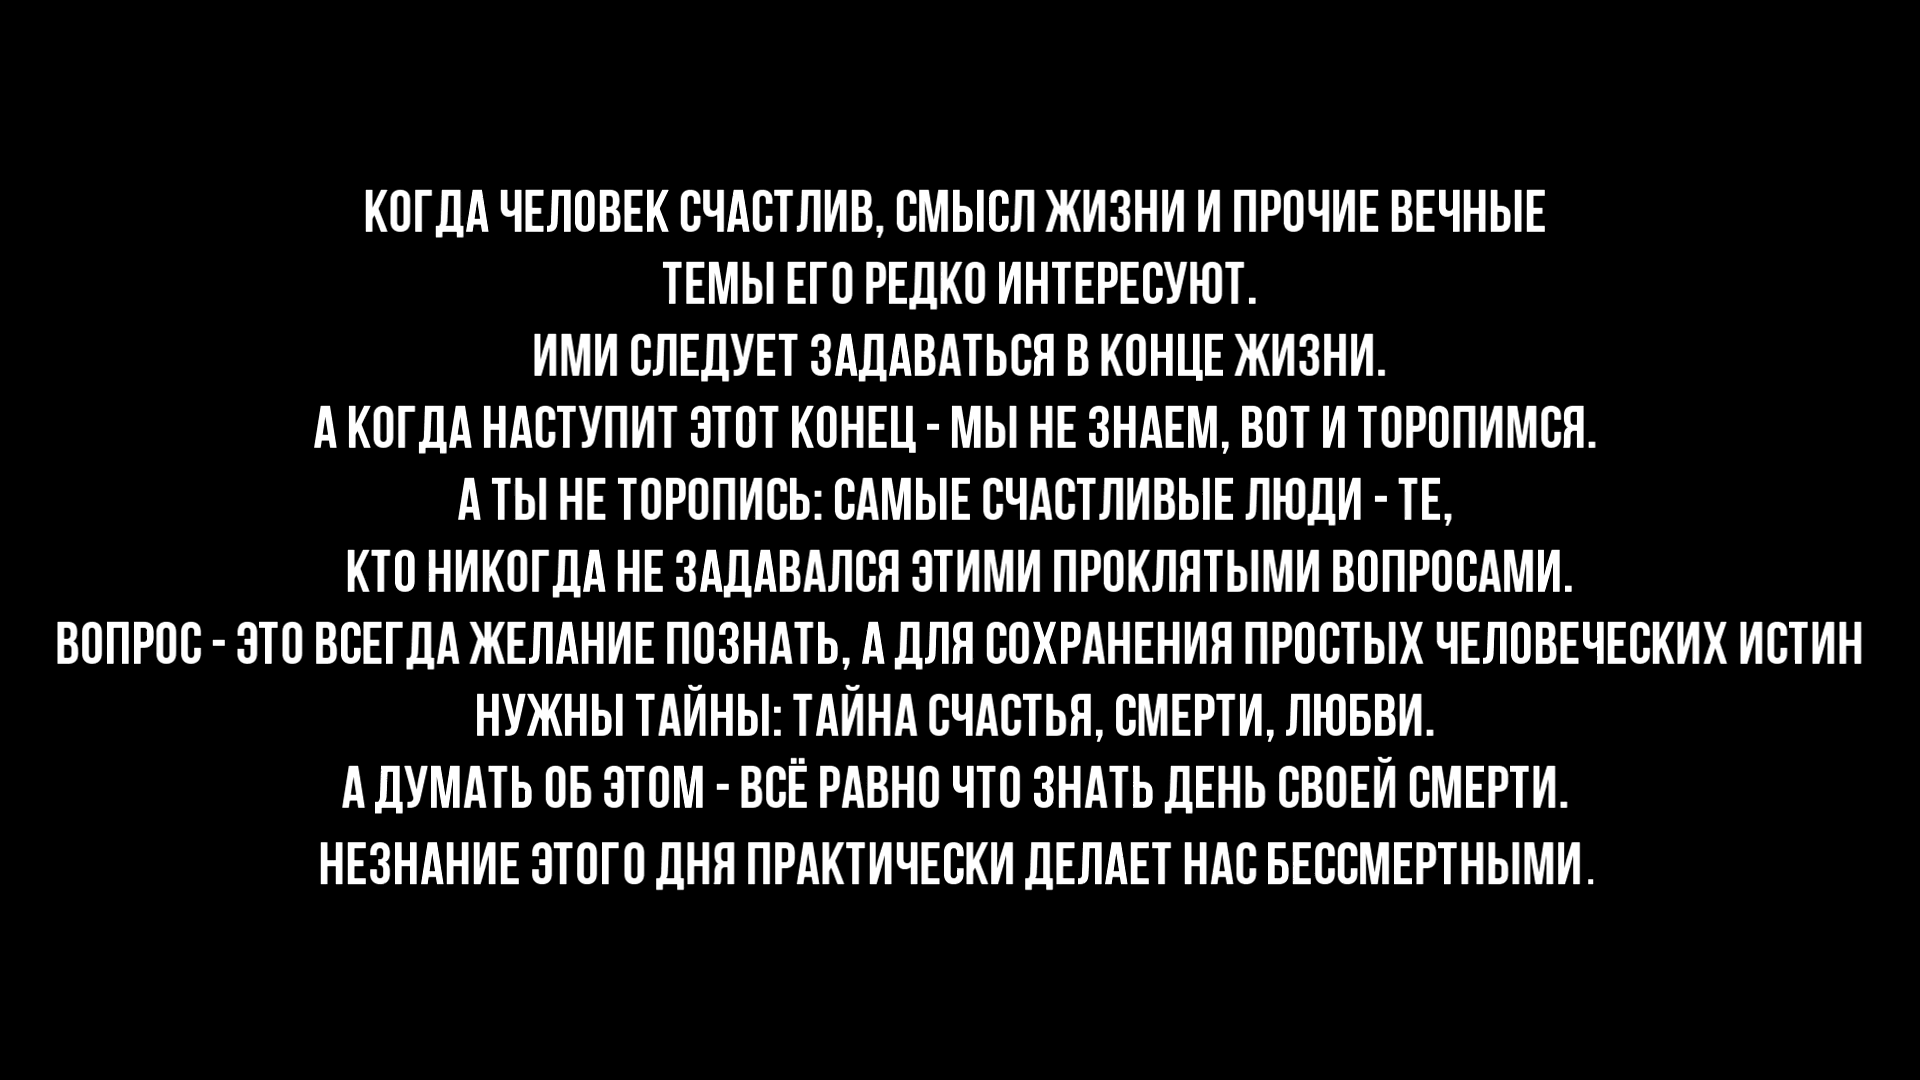 КОГДА ЧЕЛОВЕК СЧАСТЛИВ, СМЫСЛ ЖИЗНИ И ПРОЧИЕ ВЕЧНЫЕ
ТЕМЫ ЕГО РЕДКО ИНТЕРЕСУЮТ.
ИМИ СЛЕДУЕТ ЗАДАВАТЬСЯ В КОНЦЕ ЖИЗНИ.
А КОГДА НАСТУПИТ ЭТОТ КОНЕЦ - МЫ НЕ ЗНАЕМ, ВОТ И ТОРОПИМСЯ.
А ТЫ НЕ ТОРОПИСЬ: САМЫЕ СЧАСТЛИВЫЕ ЛЮДИ - ТЕ,
КТО НИКОГДА НЕ ЗАДАВАЛСЯ ЭТИМИ ПРОКЛЯТЫМИ ВОПРОСАМИ.
ВОПРОС - ЭТО ВСЕГДА ЖЕЛАНИЕ ПОЗНАТЬ, А ДЛЯ СОХРАНЕНИЯ ПРОСТЫХ ЧЕЛОВЕЧЕСКИХ ИСТИН
НУЖНЫ ТАЙНЫ: ТАЙНА СЧАСТЬЯ, СМЕРТИ, ЛЮБВИ.
А ДУМАТЬ ОБ ЭТОМ - ВСЁ РАВНО ЧТО ЗНАТЬ ДЕНЬ СВОЕЙ СМЕРТИ.
НЕЗНАНИЕ ЭТОГО ДНЯ ПРАКТИЧЕСКИ ДЕЛАЕТ НАС БЕССМЕРТНЫМИ.